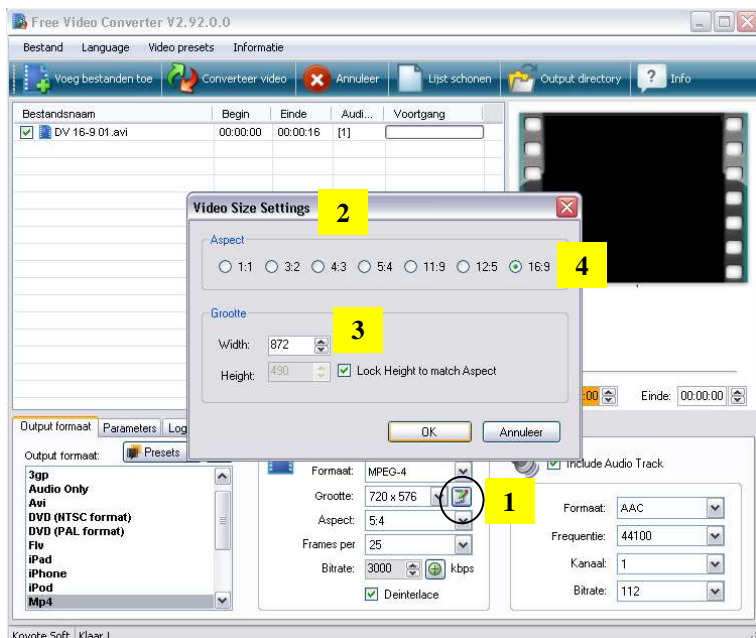 Free Video Converter V2.92.0.0
Bestand Language Video presets Informatie
Voeg bestanden toe Converteer video Annuleer Lijst schonen Output directory ? Info
Bestandsnaam Begin Einde Audi... Voortgang
DV 16-9 01.avi 00:00:00 00:00:16 [1]
Video Size Settings 2
Aspect
1:1 3:2 4:3 5:4 11:9 12:5 16:9 4
Grootte
3
Width: 872
Height: 490 Lock Height to match Aspect
:00 Einde: 00:00:00
OK Annuleer
Output formaat Parameters Log
Output formaat: Presets
3gp
Audio Only
Avi
DVD (NTSC format)
DVD (PAL format)
Flv
iPad
iPhone
iPod
Mp4
Formaat: MPEG-4
Grootte: 720 x 576 1
Aspect: 5:4
Frames per 25
Bitrate: 3000 kbps
Deinterlace
Include Audio Track
Formaat: AAC
Frequentie: 44100
Kanaal: 1
Bitrate: 112
Koyote Soft Klaar !